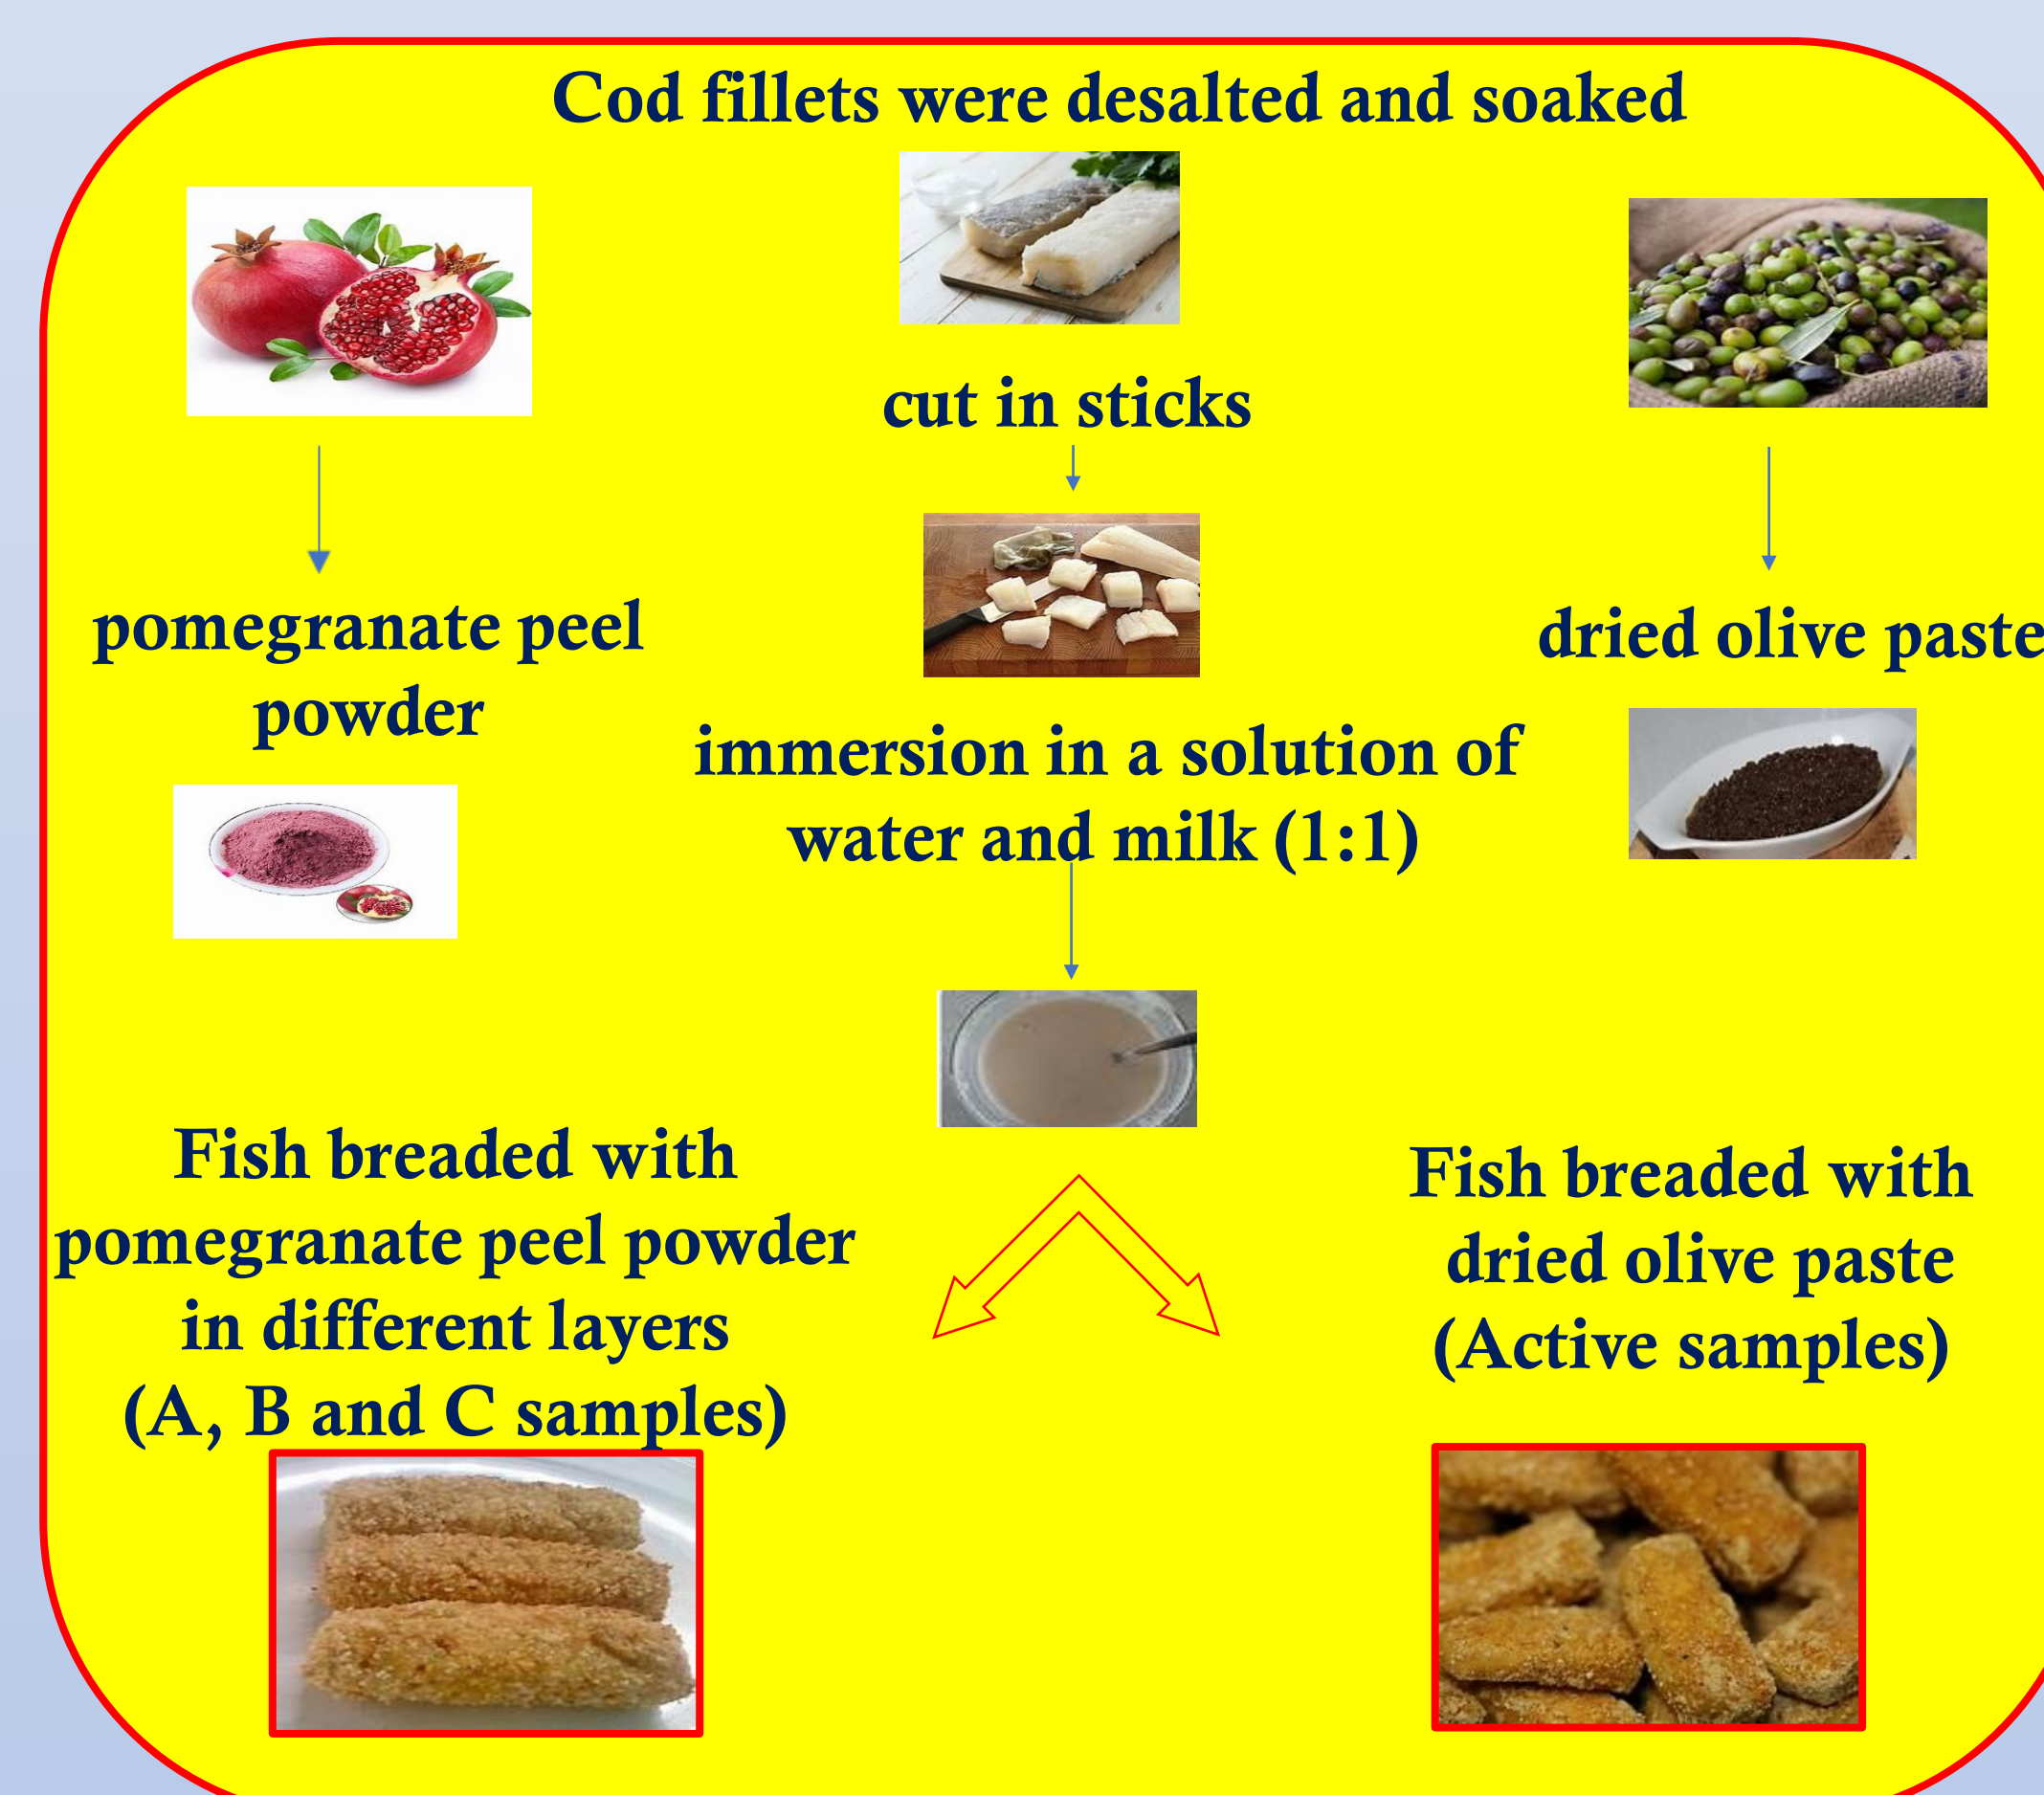 Cod fillets were desalted and soaked
cut in sticks
pomegranate peel
powder
immersion in a solution of
water and milk (1:1)
dried olive paste
Fish breaded with
pomegranate peel powder
in different layers
(A, B and C samples)
Fish breaded with
dried olive paste
(Active samples)